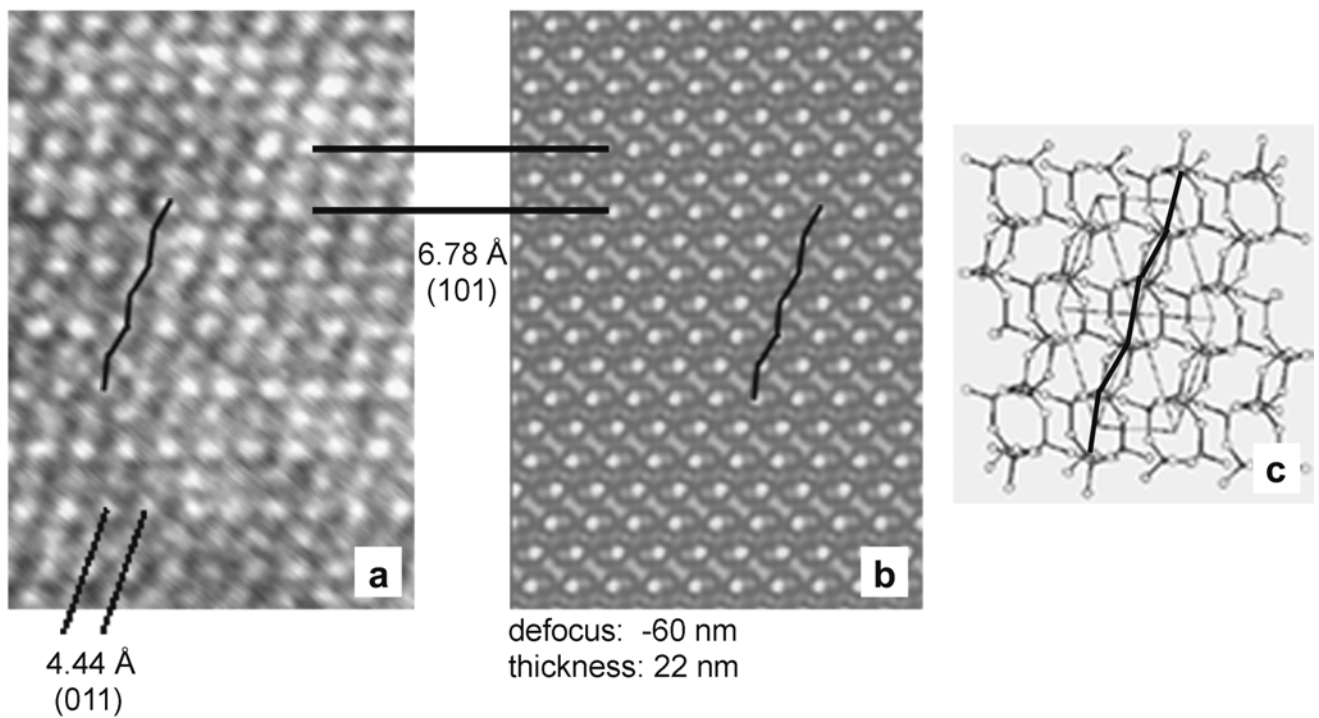 6.78 Å
(101)
a
b
c
4.44 Å
(011)
defocus: -60 nm
thickness: 22 nm